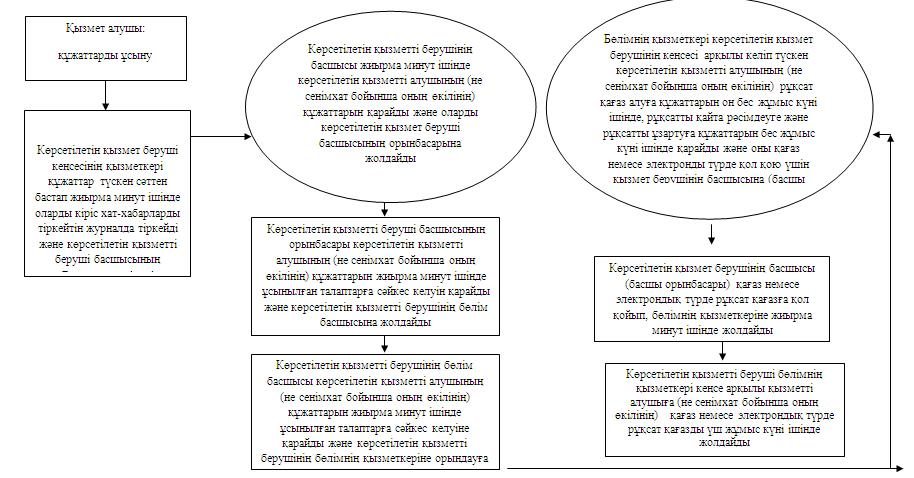 Қызмет алушы:
құжаттарды ұсыну
Көрсетілетін қызмет беруші
кенсесінің қызметкері
құжаттар түскен сәттен
бастап жиырма минут ішінде
оларды кіріс хат-хабарларды
тіркейтін журналда тіркейді
және көрсетілетін қызметті
беруші басшысының
Көрсетілетін қызметті берушінің
басшысы жиырма минут ішінде
көрсетілетін қызметті алушының (не
сенімхат бойынша оның өкілінің)
құжаттарын қарайды және оларды
көрсетілетін қызмет беруші
басшысының орынбасарына
жолдайды
Көрсетілетін қызметті беруші басшысының
орынбасары көрсетілетін қызметті
алушының (не сенімхат бойынша оның
өкілінің) құжаттарын жиырма минут ішінде
ұсынылған талаптарға сәйкес келуін қарайды
және көрсетілетін қызметті берушінің бөлім
басшысына жолдайды
Көрсетілетін қызметті берушінің бөлім
басшысы көрсетілетін қызметті алушының
(не сенімхат бойынша оның өкілінің)
құжаттарын жиырма минут ішінде
ұсынылған талаптарға сәйкес келуіне
қарайды және көрсетілетін қызметті
берушінің бөлімнің қызметкеріне орындауға
Бөлімнің қызметкері көрсетілетін қызмет
берушінің кенсесі арқылы келіп түскен
көрсетілетін қызметті алушының (не
сенімхат бойынша оның өкілінің) рұқсат
қағаз алуға құжаттарын он бес жұмыс күні
ішінде, рұқсатты қайта рәсімдеуге және
рұқсатты ұзартуға құжаттарын бес жұмыс
күні ішінде қарайды және оны қағаз
немесе электронды түрде қол қою үшін
қызмет берушінің басшысына (басшы
Көрсетілетін қызмет берушінің басшысы
(басшы орынбасары) қағаз немесе
электрондық түрде рұқсат қағазға қол
қойып, бөлімнің қызметкеріне жиырма
минут ішінде жолдайды
Көрсетілетін қызметті беруші бөлімнің
қызметкері кенсе арқылы қызметті
алушыға (не сенімхат бойынша оның
өкілінің) қағаз немесе электрондық түрде
рұқсат қағазды үш жұмыс күні ішінде
жолдайды